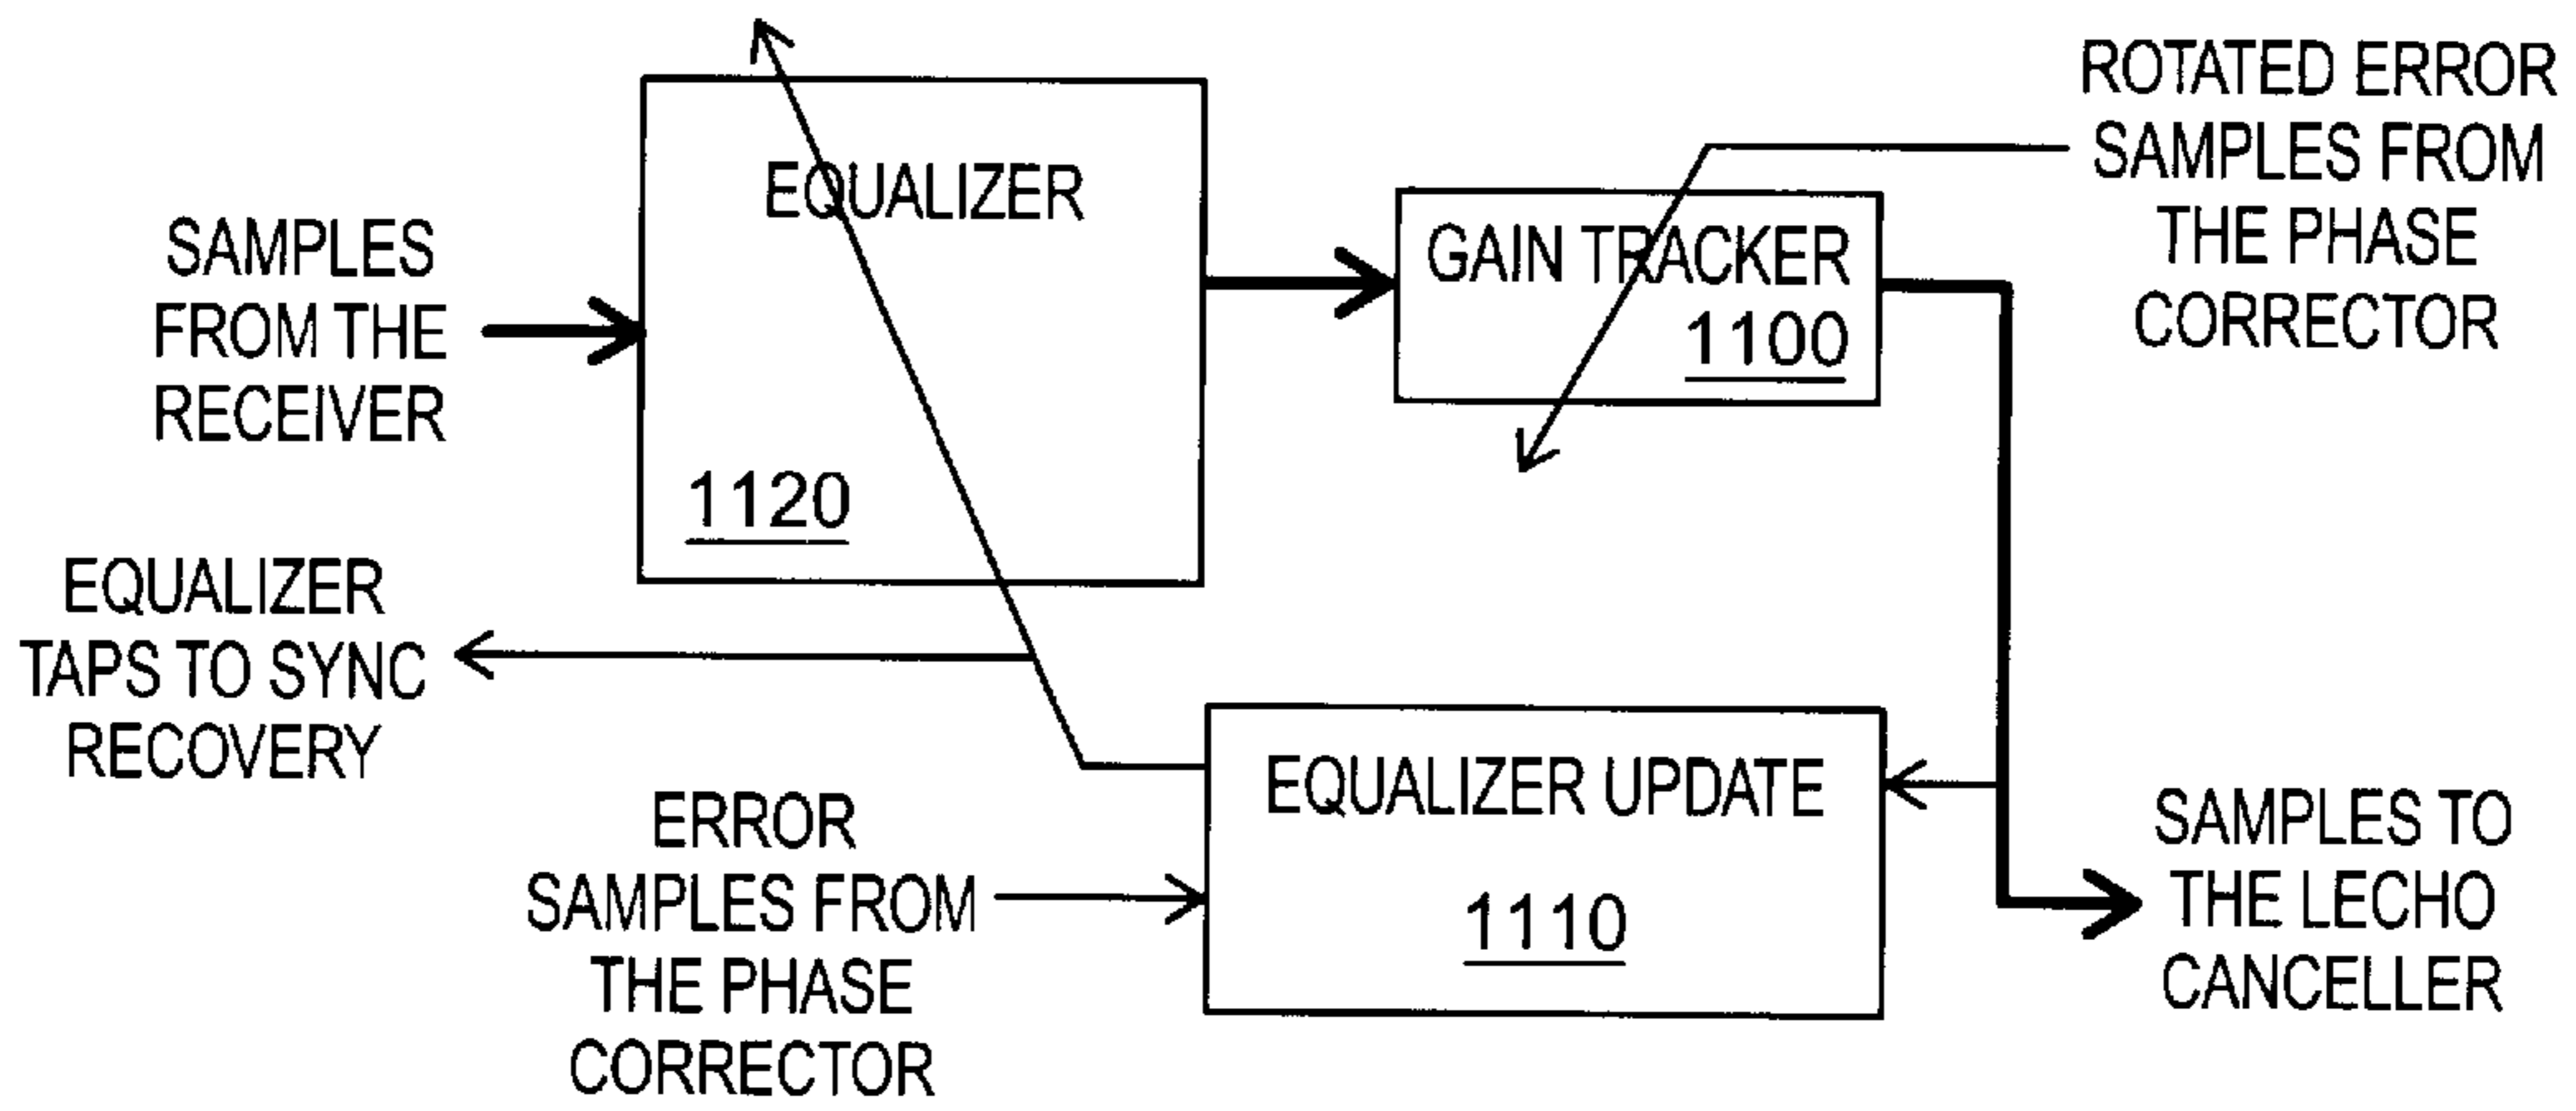 SAMPLES
FROM THE
RECEIVER
EQUALIZER
1120
GAIN TRACKER
1100
ROTATED ERROR
SAMPLES FROM
THE PHASE
CORRECTOR
EQUALIZER
TAPS TO SYNC
RECOVERY
ERROR
SAMPLES FROM
THE PHASE
CORRECTOR
EQUALIZER UPDATE
1110
SAMPLES TO
THE LECHO
CANCELLER